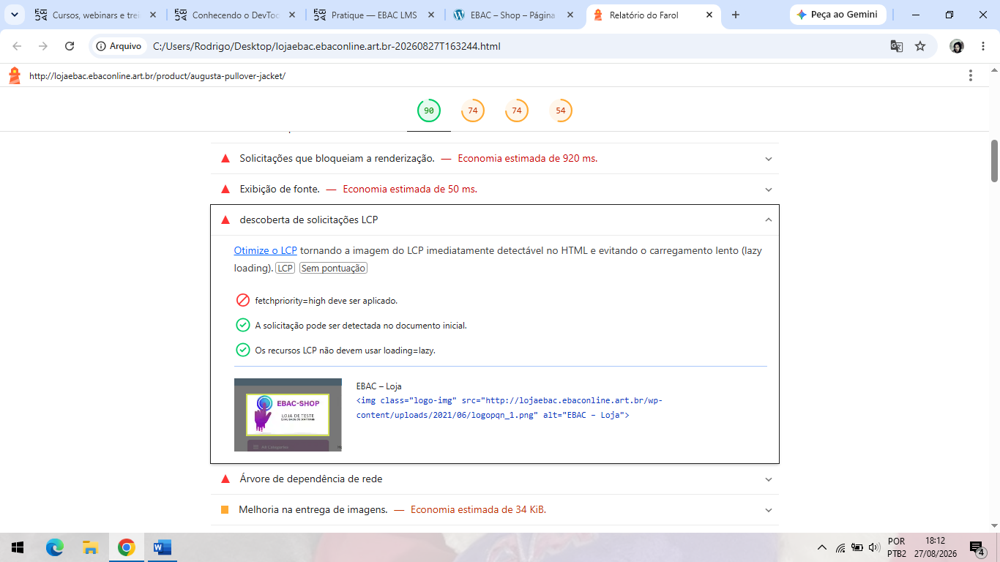 Cursos, webinars e trei
Conhecendo o DevToo
Pratique — EBAC LMS
EBAC – Shop – Página
Relatório do Farol
Peça ao Gemini
Arquivo
C:/Users/Rodrigo/Desktop/lojaebac.ebaconline.art.br-20260827T163244.html
http://lojaebac.ebaconline.art.br/product/augusta-pullover-jacket/
90
74
74
54
Solicitações que bloqueiam a renderização. — Economia estimada de 920 ms.
Exibição de fonte. — Economia estimada de 50 ms.
descoberta de solicitações LCP
Otimize o LCP tornando a imagem do LCP imediatamente detectável no HTML e evitando o carregamento lento (lazy
loading). LCP Sem pontuação
fetchpriority=high deve ser aplicado.
A solicitação pode ser detectada no documento inicial.
Os recursos LCP não devem usar loading=lazy.
EBAC-SHOP
LOJA DE TESTE
QUALIDADE DE SOFTWARE
All Categories
EBAC – Loja
<img class="logo-img" src="http://lojaebac.ebaconline.art.br/wp-
content/uploads/2021/06/logopqn_1.png" alt="EBAC – Loja">
Árvore de dependência de rede
Melhoria na entrega de imagens. — Economia estimada de 34 KiB.
POR
PTB2
18:12
27/08/2026
4